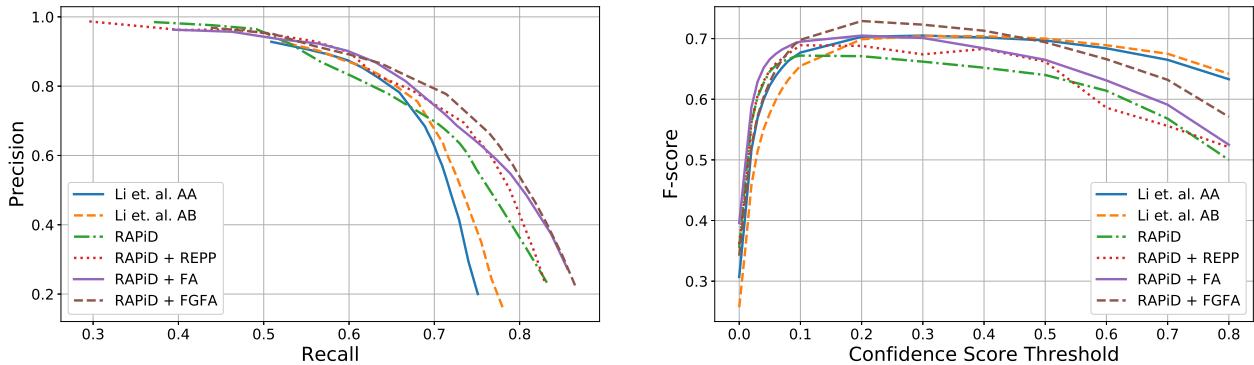 1.0
0.8
0.6
0.4
0.2
Precision
Li et. al. AA
Li et. al. AB
RAPiD
RAPiD + REPP
RAPiD + FA
RAPiD + FGFA
0.3 0.4 0.5 0.6 0.7 0.8
Recall
0.7
0.6
0.5
0.4
0.3
F-score
Li et. al. AA
Li et. al. AB
RAPiD
RAPiD + REPP
RAPiD + FA
RAPiD + FGFA
0.0 0.1 0.2 0.3 0.4 0.5 0.6 0.7 0.8
Confidence Score Threshold